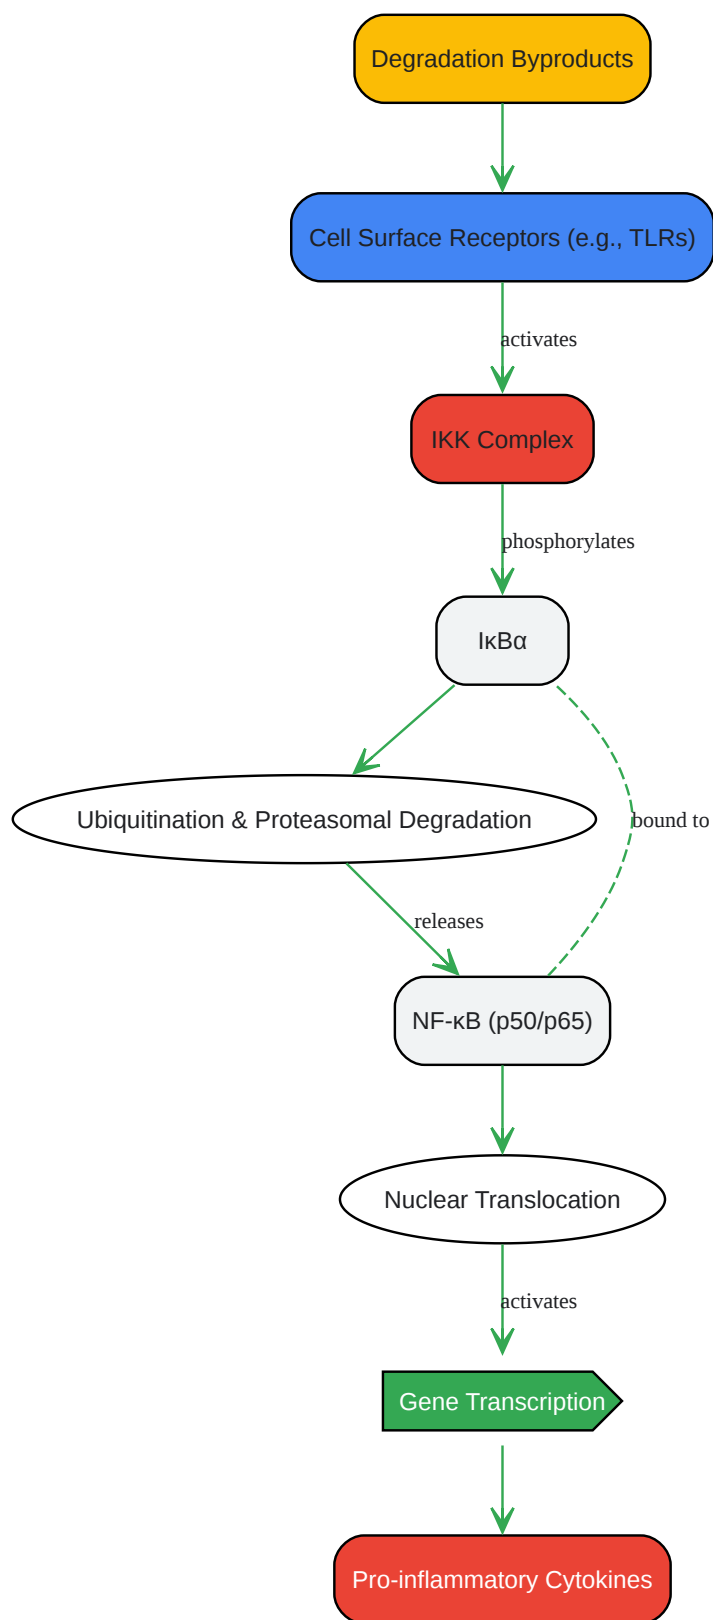 Degradation Byproducts
Cell Surface Receptors (e.g., TLRs)
activates
IKK Complex
phosphorylates
IκBα
Ubiquitination & Proteasomal Degradation
bound to
releases
NF-κB (p50/p65)
Nuclear Translocation
activates
Gene Transcription
Pro-inflammatory Cytokines